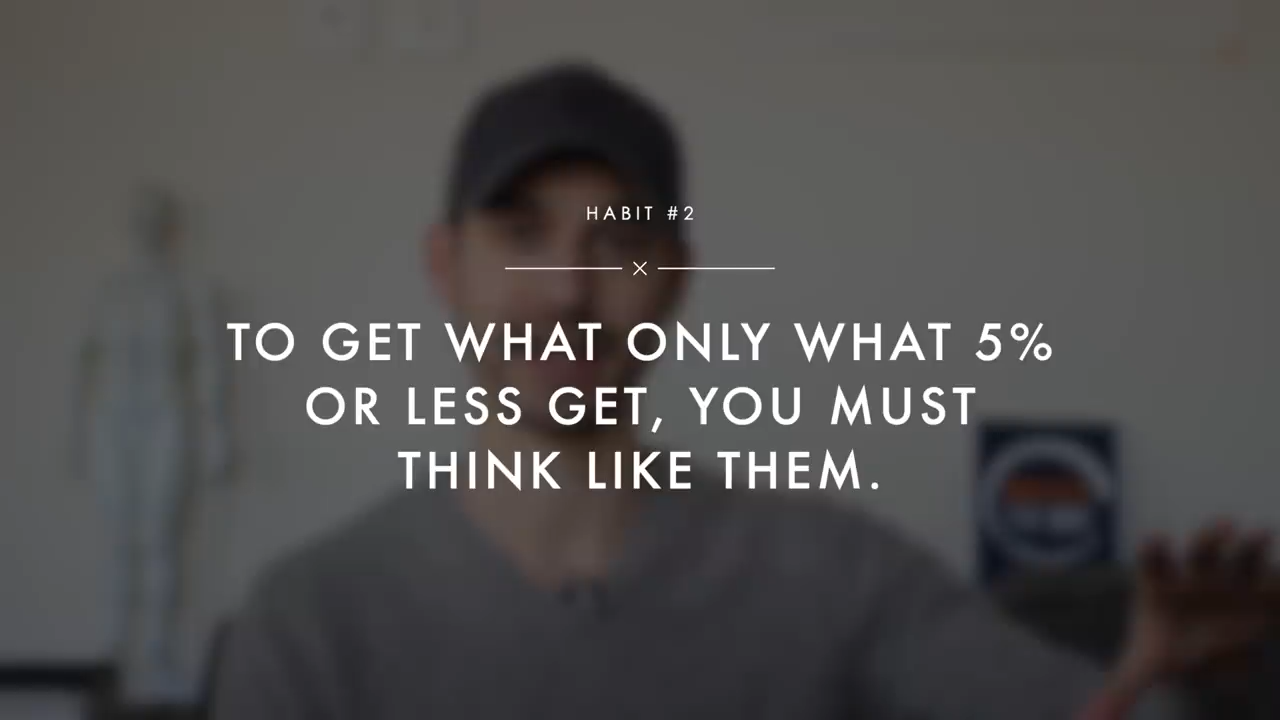 HABIT #2
TO GET WHAT ONLY WHAT 5%
OR LESS GET, YOU MUST
THINK LIKE THEM.